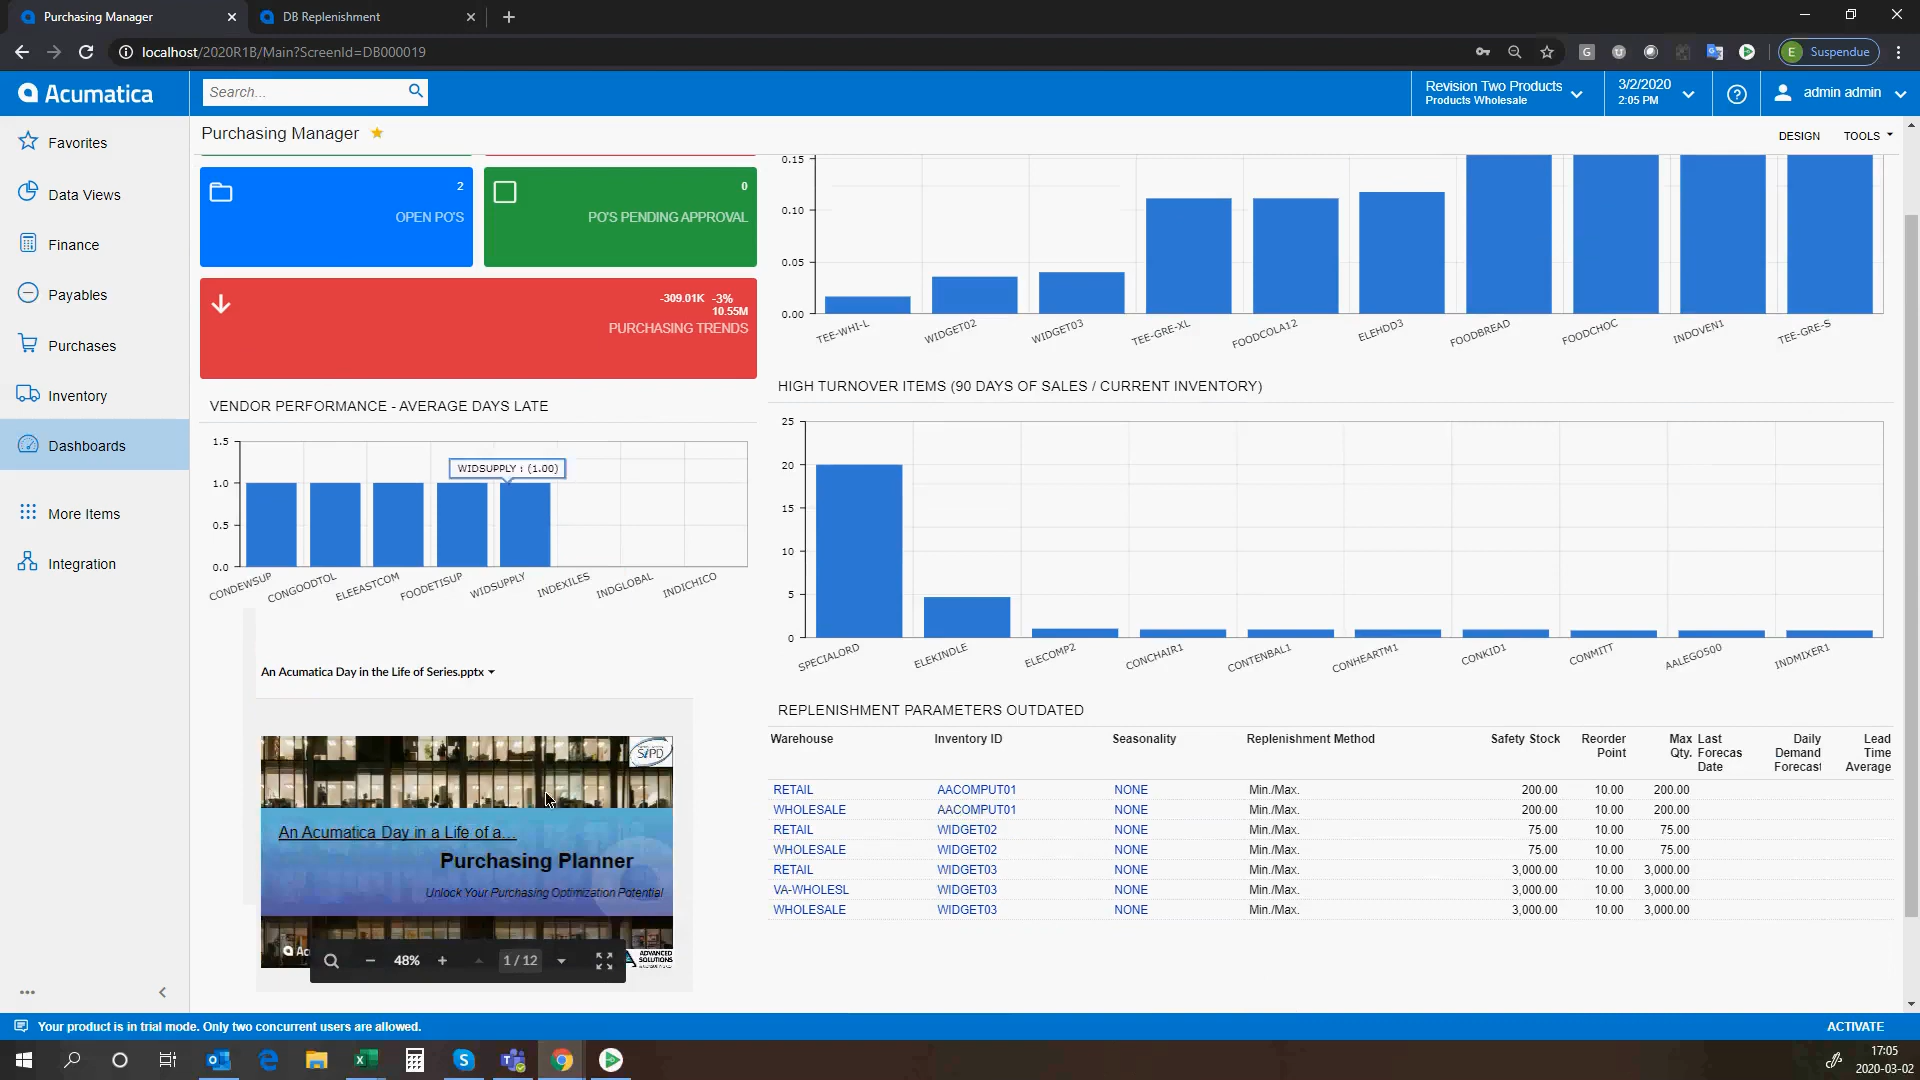 Purchasing Manager
DB Replenishment
localhost/2020R1B/Main?ScreenId=DB000019
E Suspendue
Acumatica
Search...
Revision Two Products
Products Wholesale
3/2/2020
2:05 PM
admin admin
Favorites
Data Views
Finance
Payables
Purchases
Inventory
Dashboards
More Items
Integration
Purchasing Manager
DESIGN
TOOLS
2
OPEN PO'S
0
PO'S PENDING APPROVAL
-309.01K -3%
10.55M
PURCHASING TRENDS
0.15
0.10
0.05
0.00
TEE-WHI-L
WIDGET02
WIDGET03
TEE-GRE-XL
FOODCOLA12
ELEHDD3
FOODBREAD
FOODCHOC
INDOVEN1
TEE-GRE-S
VENDOR PERFORMANCE - AVERAGE DAYS LATE
1.5
1.0
0.5
0.0
WIDSUPPLY : (1.00)
CONDEWSUP
CONGOODTOL
ELEEASTCOM
FOODETISUP
WIDSUPPLY
INDEXILES
INDGLOBAL
INDICHICO
HIGH TURNOVER ITEMS (90 DAYS OF SALES / CURRENT INVENTORY)
25
20
15
10
5
0
SPECIALORD
ELEKINDLE
ELECOMP2
CONCHAIR1
CONTENBAL1
CONHEARTM1
CONKID1
CONMITT
AALEGO500
INDMIXER1
An Acumatica Day in the Life of Series.pptx
An Acumatica Day in a Life of a...
Purchasing Planner
Unlock Your Purchasing Optimization Potential
ADVANCED
SOLUTIONS
48%
1 / 12
REPLENISHMENT PARAMETERS OUTDATED
Warehouse Inventory ID Seasonality Replenishment Method Safety Stock Reorder Point Max Qty. Last Forecas Date Daily Demand Forecast Lead Time Average
RETAIL AACOMPUT01 NONE Min./Max. 200.00 10.00 200.00
WHOLESALE AACOMPUT01 NONE Min./Max. 200.00 10.00 200.00
RETAIL WIDGET02 NONE Min./Max. 75.00 10.00 75.00
WHOLESALE WIDGET02 NONE Min./Max. 75.00 10.00 75.00
RETAIL WIDGET03 NONE Min./Max. 3,000.00 10.00 3,000.00
VA-WHOLESL WIDGET03 NONE Min./Max. 3,000.00 10.00 3,000.00
WHOLESALE WIDGET03 NONE Min./Max. 3,000.00 10.00 3,000.00
Your product is in trial mode. Only two concurrent users are allowed.
ACTIVATE
17:05
2020-03-02